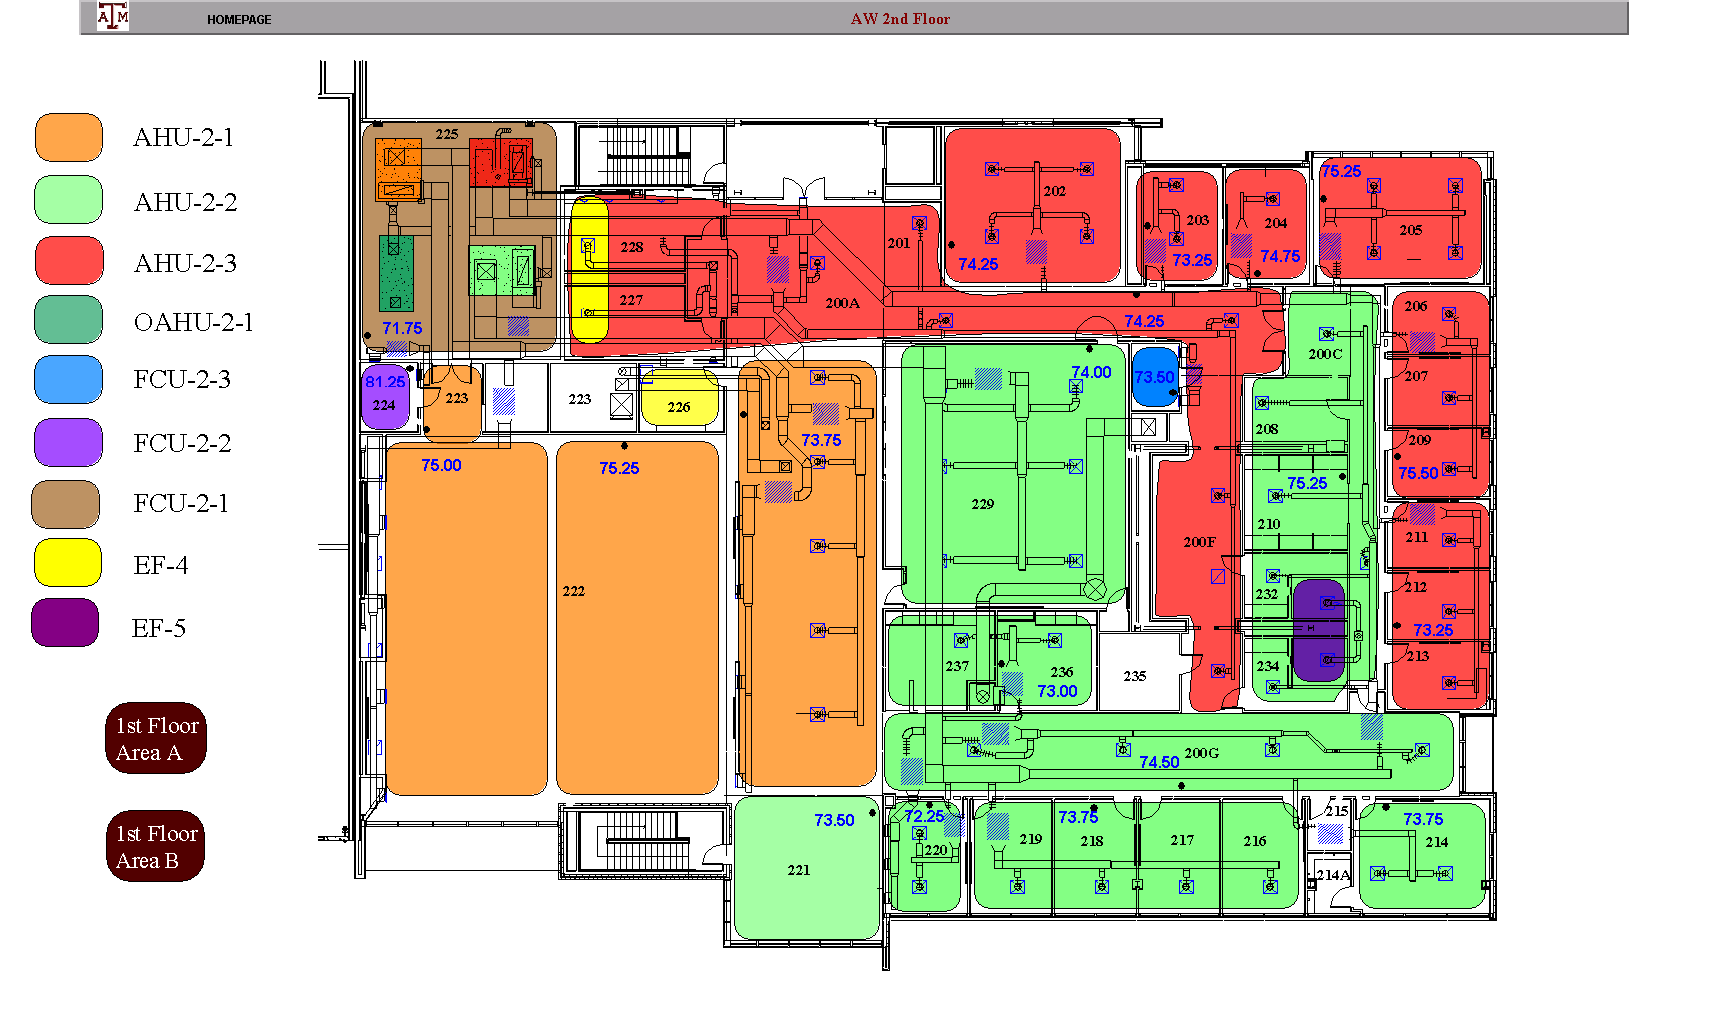 ATM
HOMEPAGE
AW 2nd Floor
AHU-2-1
AHU-2-2
AHU-2-3
OAHU-2-1
FCU-2-3
FCU-2-2
FCU-2-1
EF-4
EF-5
1st Floor
Area A
1st Floor
Area B
225
71.75
228
227
200A
201
202
74.25
203
73.25
204
74.75
75.25
205
74.25
206
207
209
75.50
211
212
73.25
213
200C
208
75.25
210
232
234
81.25
224
223
223
226
75.00
75.25
222
73.75
74.00
229
73.50
200F
237
236
73.00
235
200G
74.50
73.50
221
72.25
220
219
73.75
218
217
216
215
214A
73.75
214